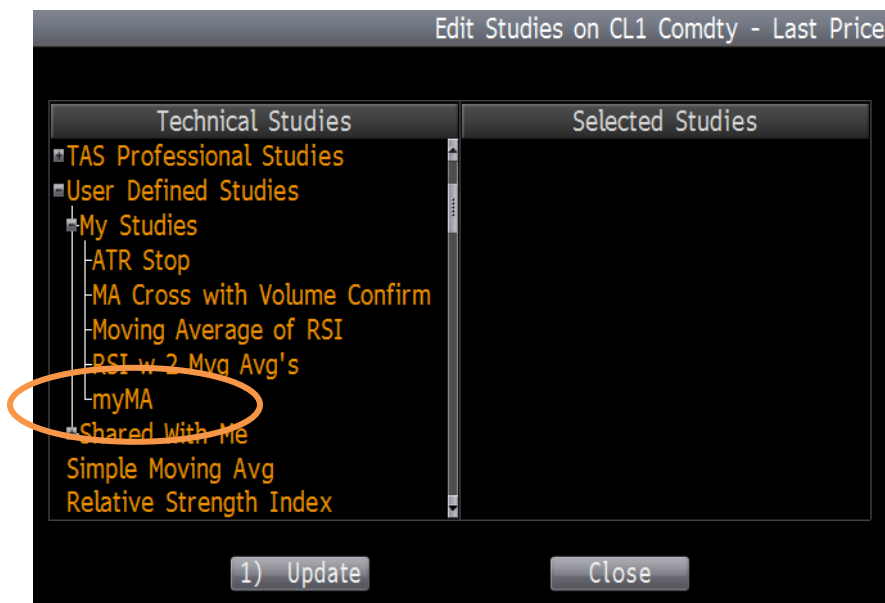 Edit Studies on CL1 Comdty - Last Price
Technical Studies
Selected Studies
TAS Professional Studies
User Defined Studies
My Studies
ATR Stop
MA Cross with Volume Confirm
Moving Average of RSI
RSI w 2 Mvg Avg's
myMA
Shared With Me
Simple Moving Avg
Relative Strength Index
1) Update
Close